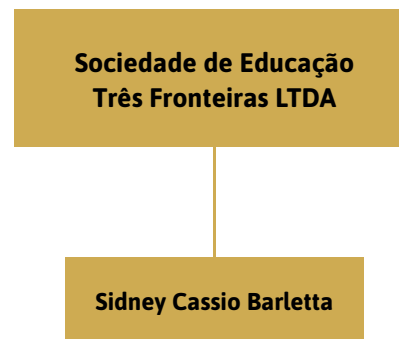 Sociedade de Educação
Três Fronteiras LTDA
Sidney Cassio Barletta